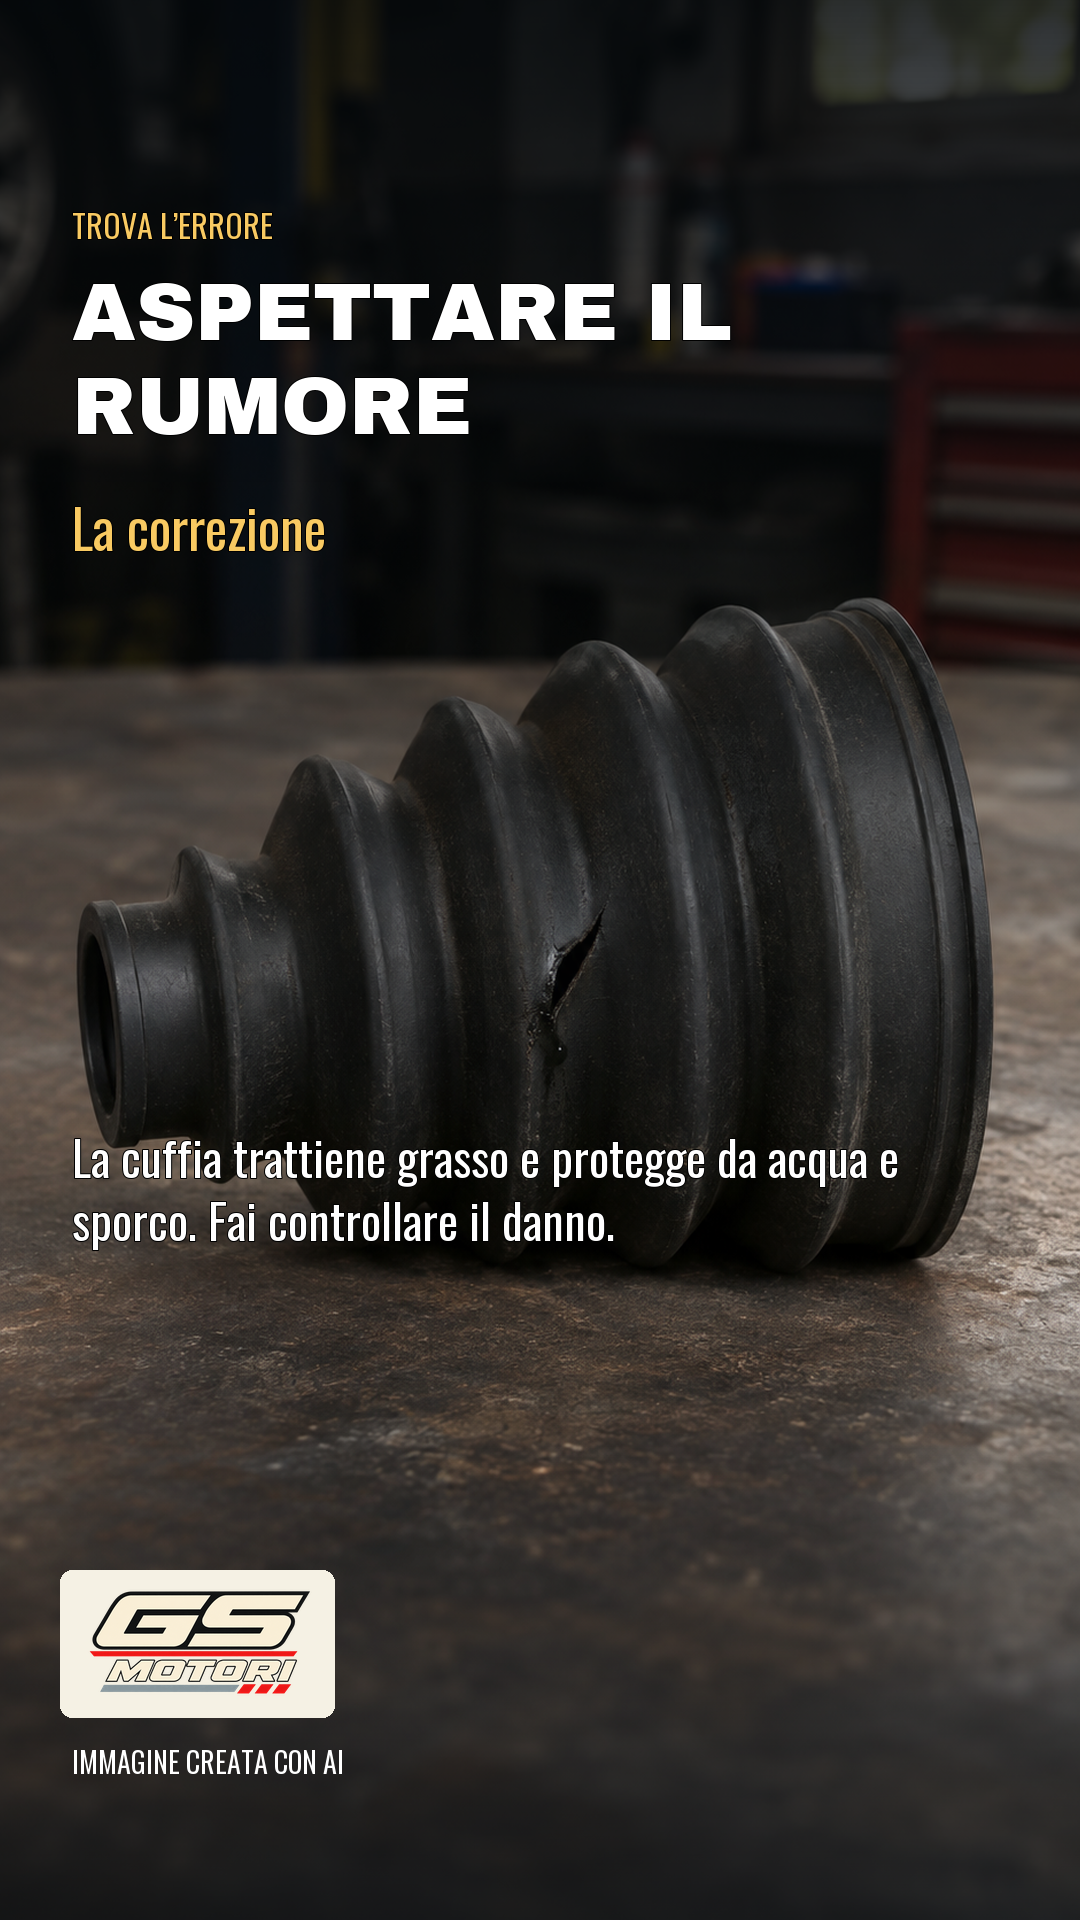 TROVA L’ERRORE
ASPETTARE IL
RUMORE
La correzione
La cuffia trattiene grasso e protegge da acqua e
sporco. Fai controllare il danno.
GS
MOTORI
IMMAGINE CREATA CON AI